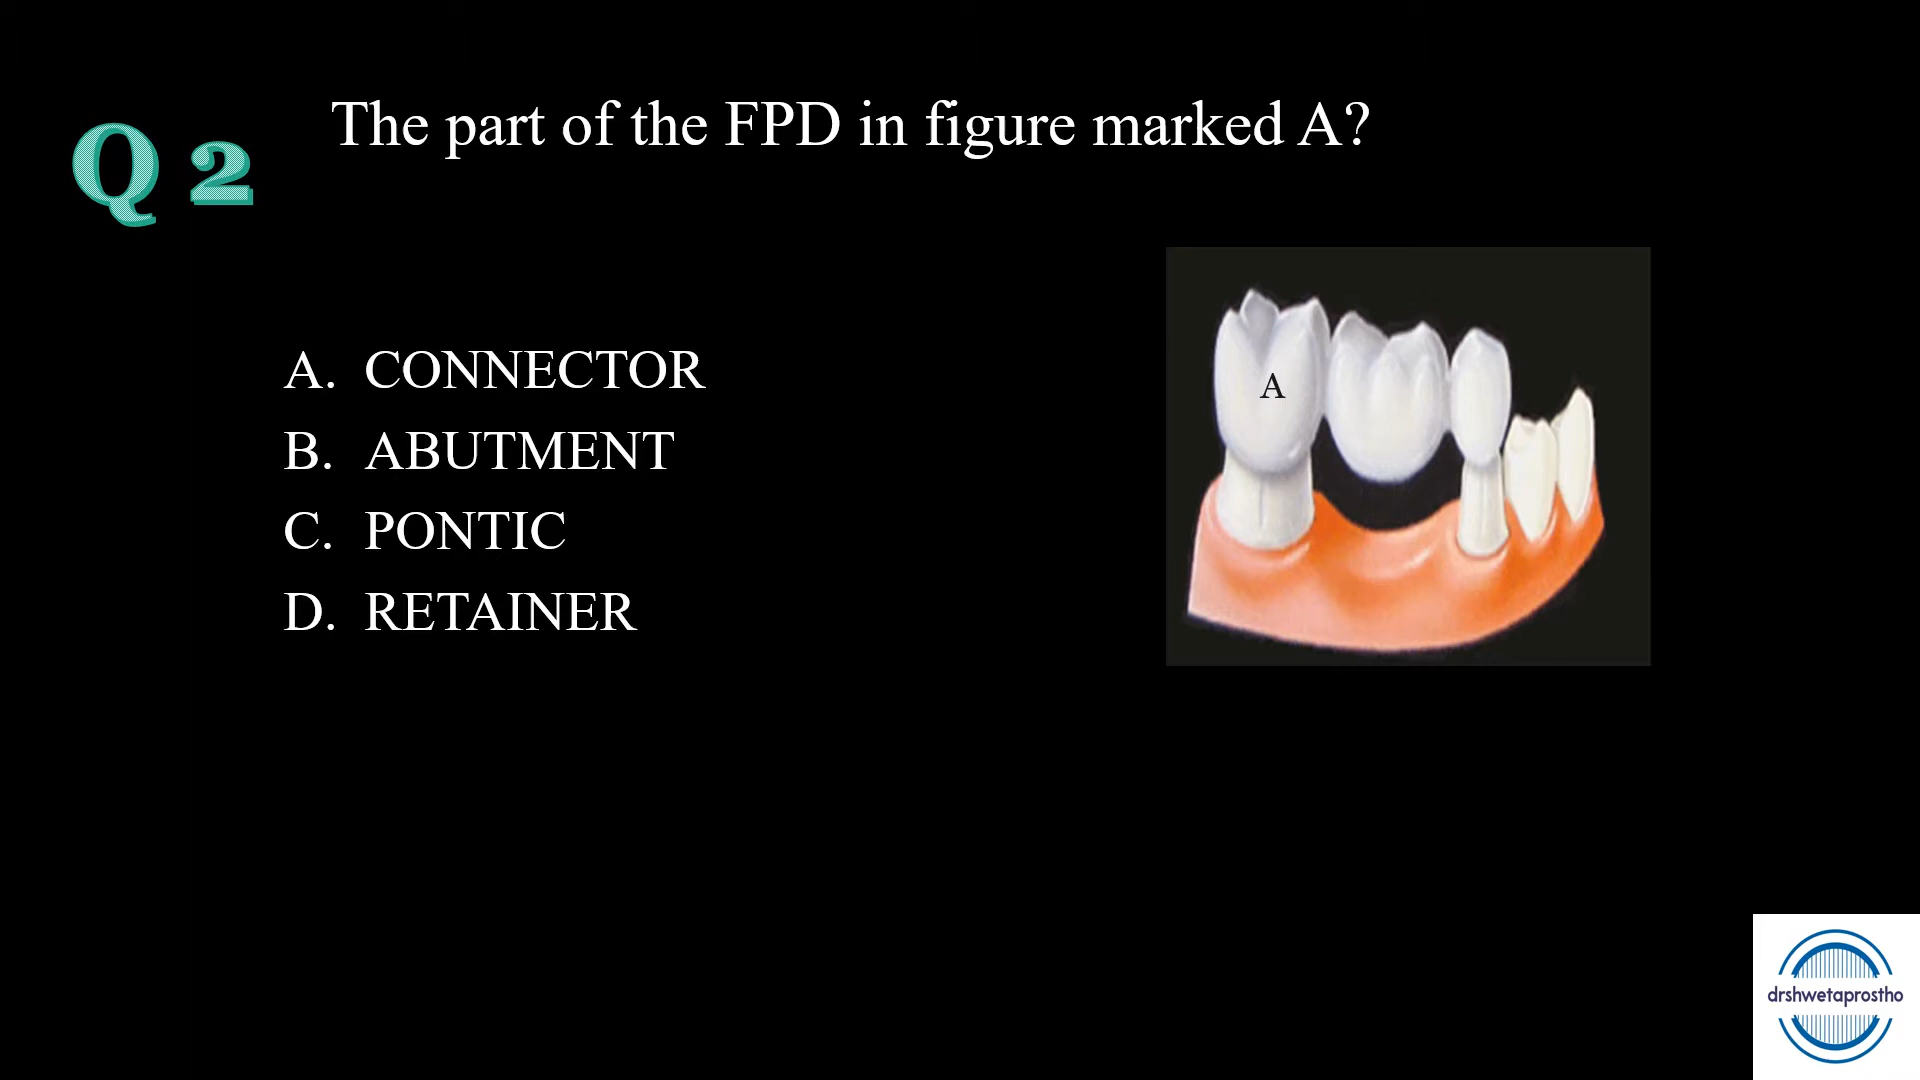 Q 2
The part of the FPD in figure marked A?
A. CONNECTOR
B. ABUTMENT
C. PONTIC
D. RETAINER
A
drshwetaprostho